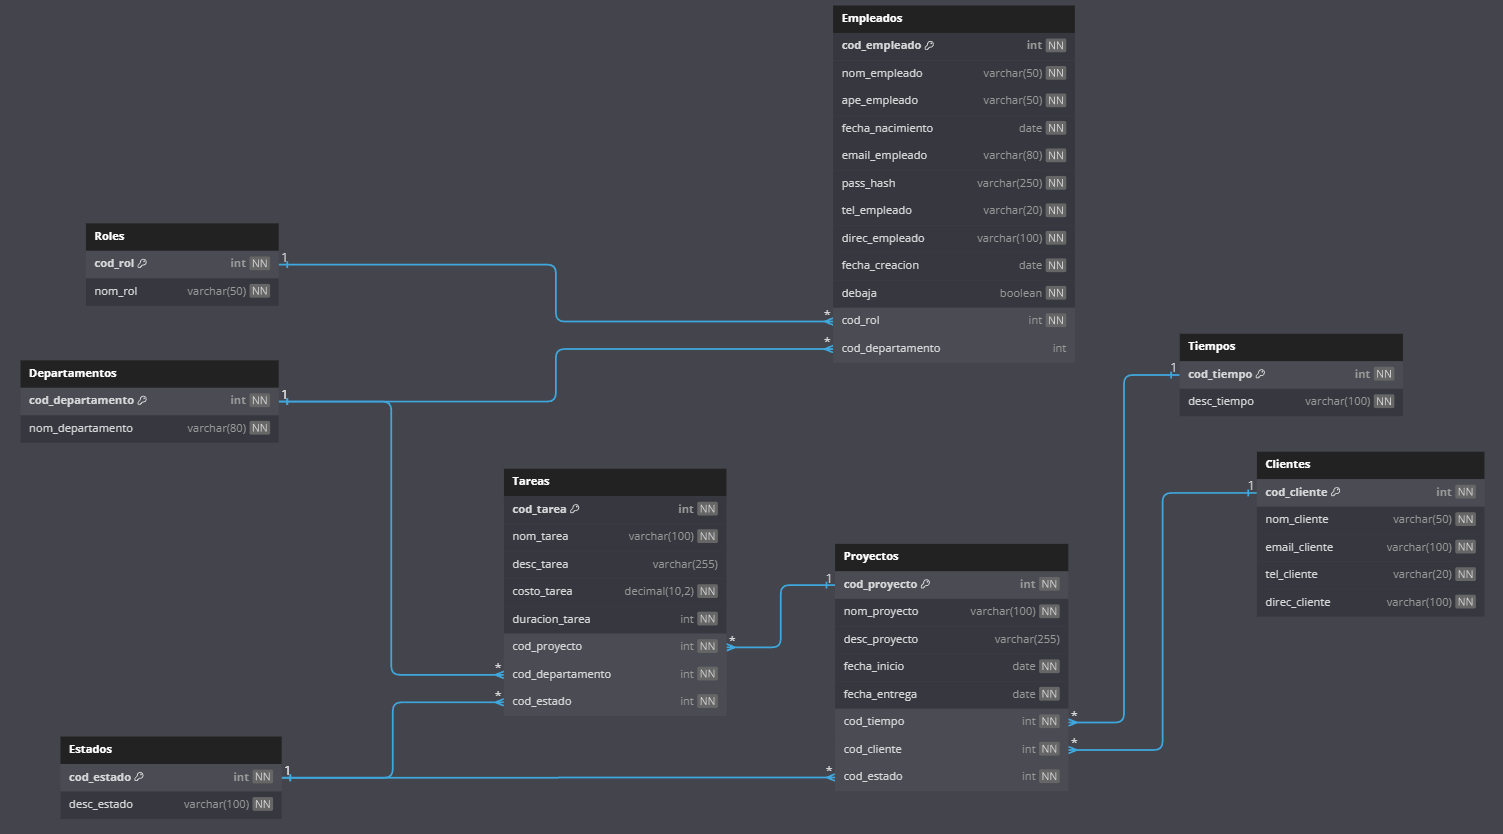 Empleados
cod_empleado int NN
nom_empleado varchar(50) NN
ape_empleado varchar(50) NN
fecha_nacimiento date NN
email_empleado varchar(80) NN
pass_hash varchar(250) NN
tel_empleado varchar(20) NN
direc_empleado varchar(100) NN
fecha_creacion date NN
debaja boolean NN
* cod_rol int NN
* cod_departamento int
Roles
cod_rol int NN 1
nom_rol varchar(50) NN
Departamentos
cod_departamento int NN 1
nom_departamento varchar(80) NN
Tiempos
1 cod_tiempo int NN
desc_tiempo varchar(100) NN
Clientes
1 cod_cliente int NN
nom_cliente varchar(50) NN
email_cliente varchar(100) NN
tel_cliente varchar(20) NN
direc_cliente varchar(100) NN
Tareas
cod_tarea int NN
nom_tarea varchar(100) NN
desc_tarea varchar(255)
costo_tarea decimal(10,2) NN
duracion_tarea int NN
cod_proyecto int NN *
* cod_departamento int NN
* cod_estado int NN
Proyectos
1 cod_proyecto int NN
nom_proyecto varchar(100) NN
desc_proyecto varchar(255)
fecha_inicio date NN
fecha_entrega date NN
cod_tiempo int NN *
cod_cliente int NN *
* cod_estado int NN
Estados
cod_estado int NN 1
desc_estado varchar(100) NN